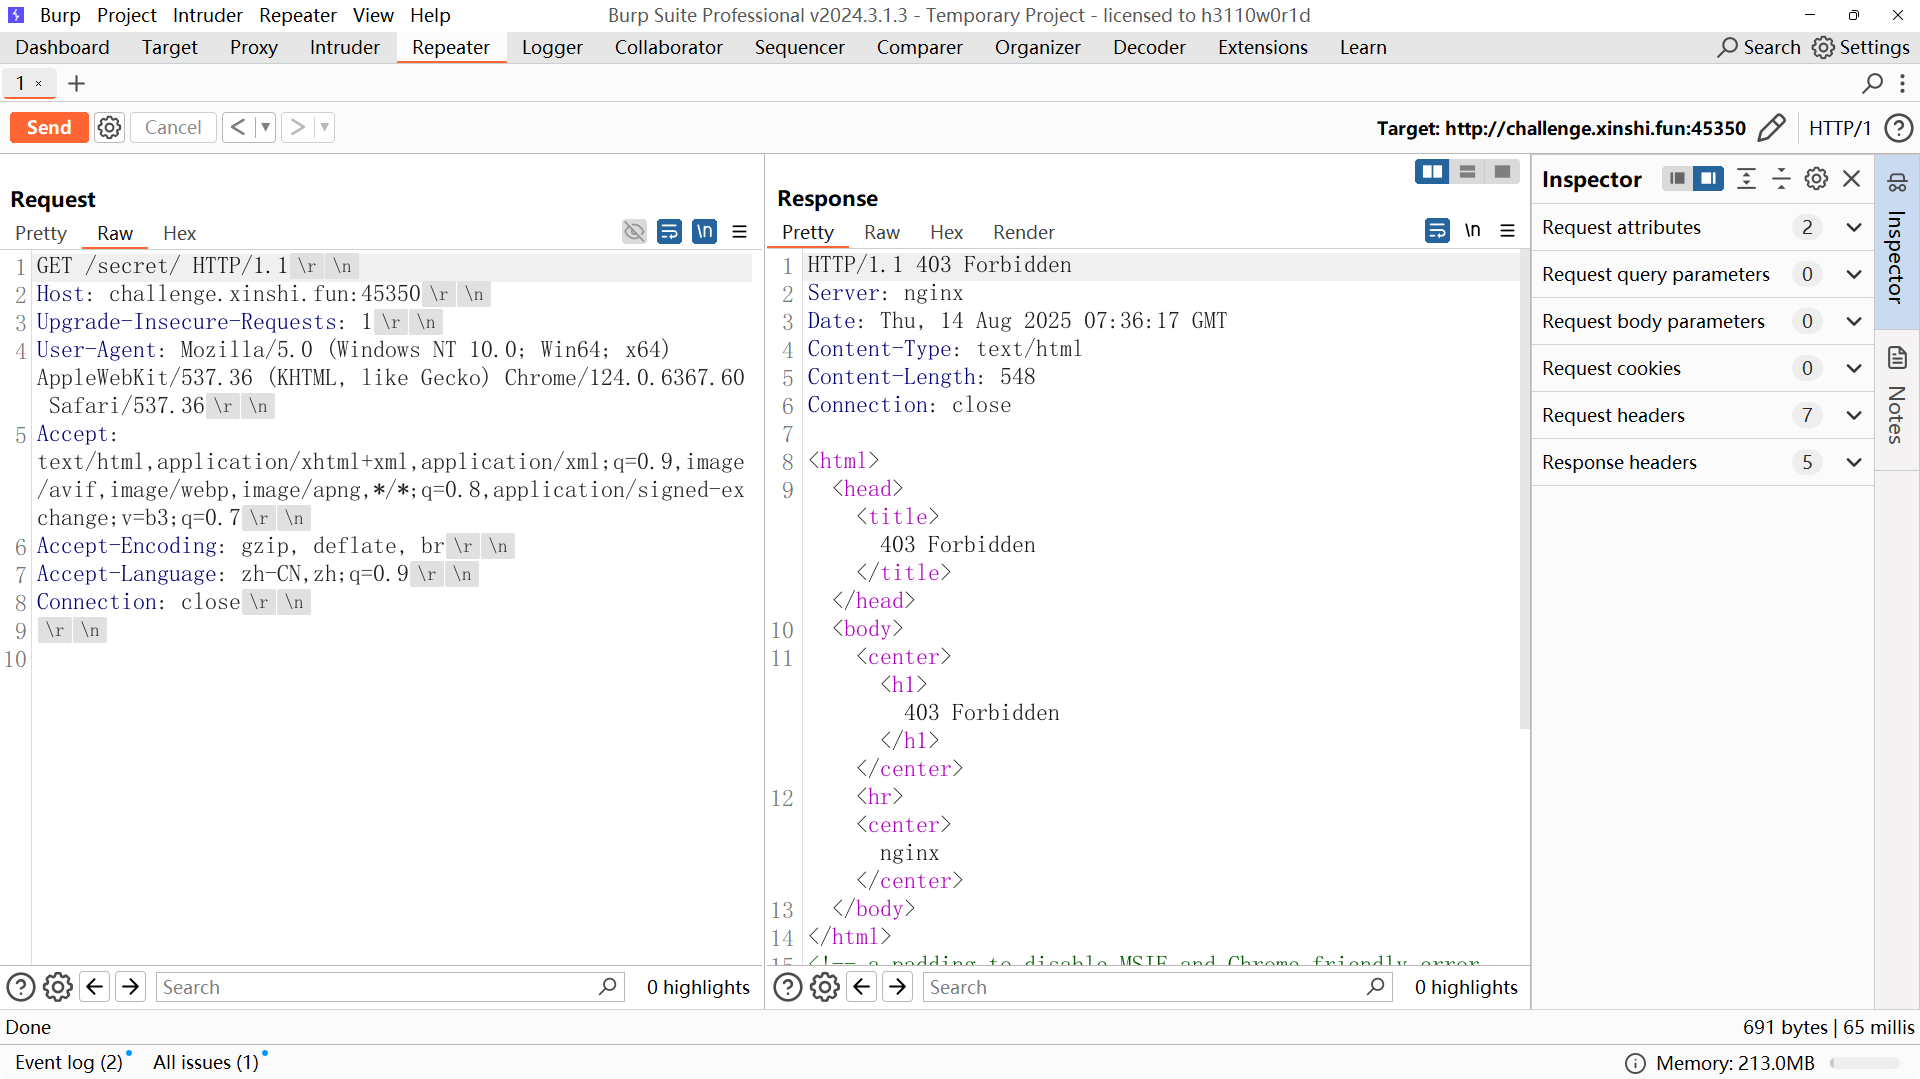 Burp Project Intruder Repeater View Help Burp Suite Professional v2024.3.1.3 - Temporary Project - licensed to h3110w0r1d
Dashboard Target Proxy Intruder Repeater Logger Collaborator Sequencer Comparer Organizer Decoder Extensions Learn Search Settings
1 × +
Send Cancel < > Target: http://challenge.xinshi.fun:45350 HTTP/1 ?
Request
Pretty Raw Hex \n
1 GET /secret/ HTTP/1.1 \r \n
2 Host: challenge.xinshi.fun:45350 \r \n
3 Upgrade-Insecure-Requests: 1 \r \n
4 User-Agent: Mozilla/5.0 (Windows NT 10.0; Win64; x64)
AppleWebKit/537.36 (KHTML, like Gecko) Chrome/124.0.6367.60
Safari/537.36 \r \n
5 Accept:
text/html,application/xhtml+xml,application/xml;q=0.9,image
/avif,image/webp,image/apng,*/*;q=0.8,application/signed-ex
change;v=b3;q=0.7 \r \n
6 Accept-Encoding: gzip, deflate, br \r \n
7 Accept-Language: zh-CN,zh;q=0.9 \r \n
8 Connection: close \r \n
9 \r \n
10
Search 0 highlights
Response
Pretty Raw Hex Render \n
1 HTTP/1.1 403 Forbidden
2 Server: nginx
3 Date: Thu, 14 Aug 2025 07:36:17 GMT
4 Content-Type: text/html
5 Content-Length: 548
6 Connection: close
7
8 <html>
9 <head>
<title>
403 Forbidden
</title>
</head>
10 <body>
11 <center>
<h1>
403 Forbidden
</h1>
</center>
12 <hr>
<center>
nginx
</center>
13 </body>
14 </html>
15 <!-- a padding to disable MSIE and Chrome friendly error
Search 0 highlights
Inspector
Request attributes 2
Request query parameters 0
Request body parameters 0
Request cookies 0
Request headers 7
Response headers 5
Inspector
Notes
Done 691 bytes | 65 millis
Event log (2) All issues (1) Memory: 213.0MB